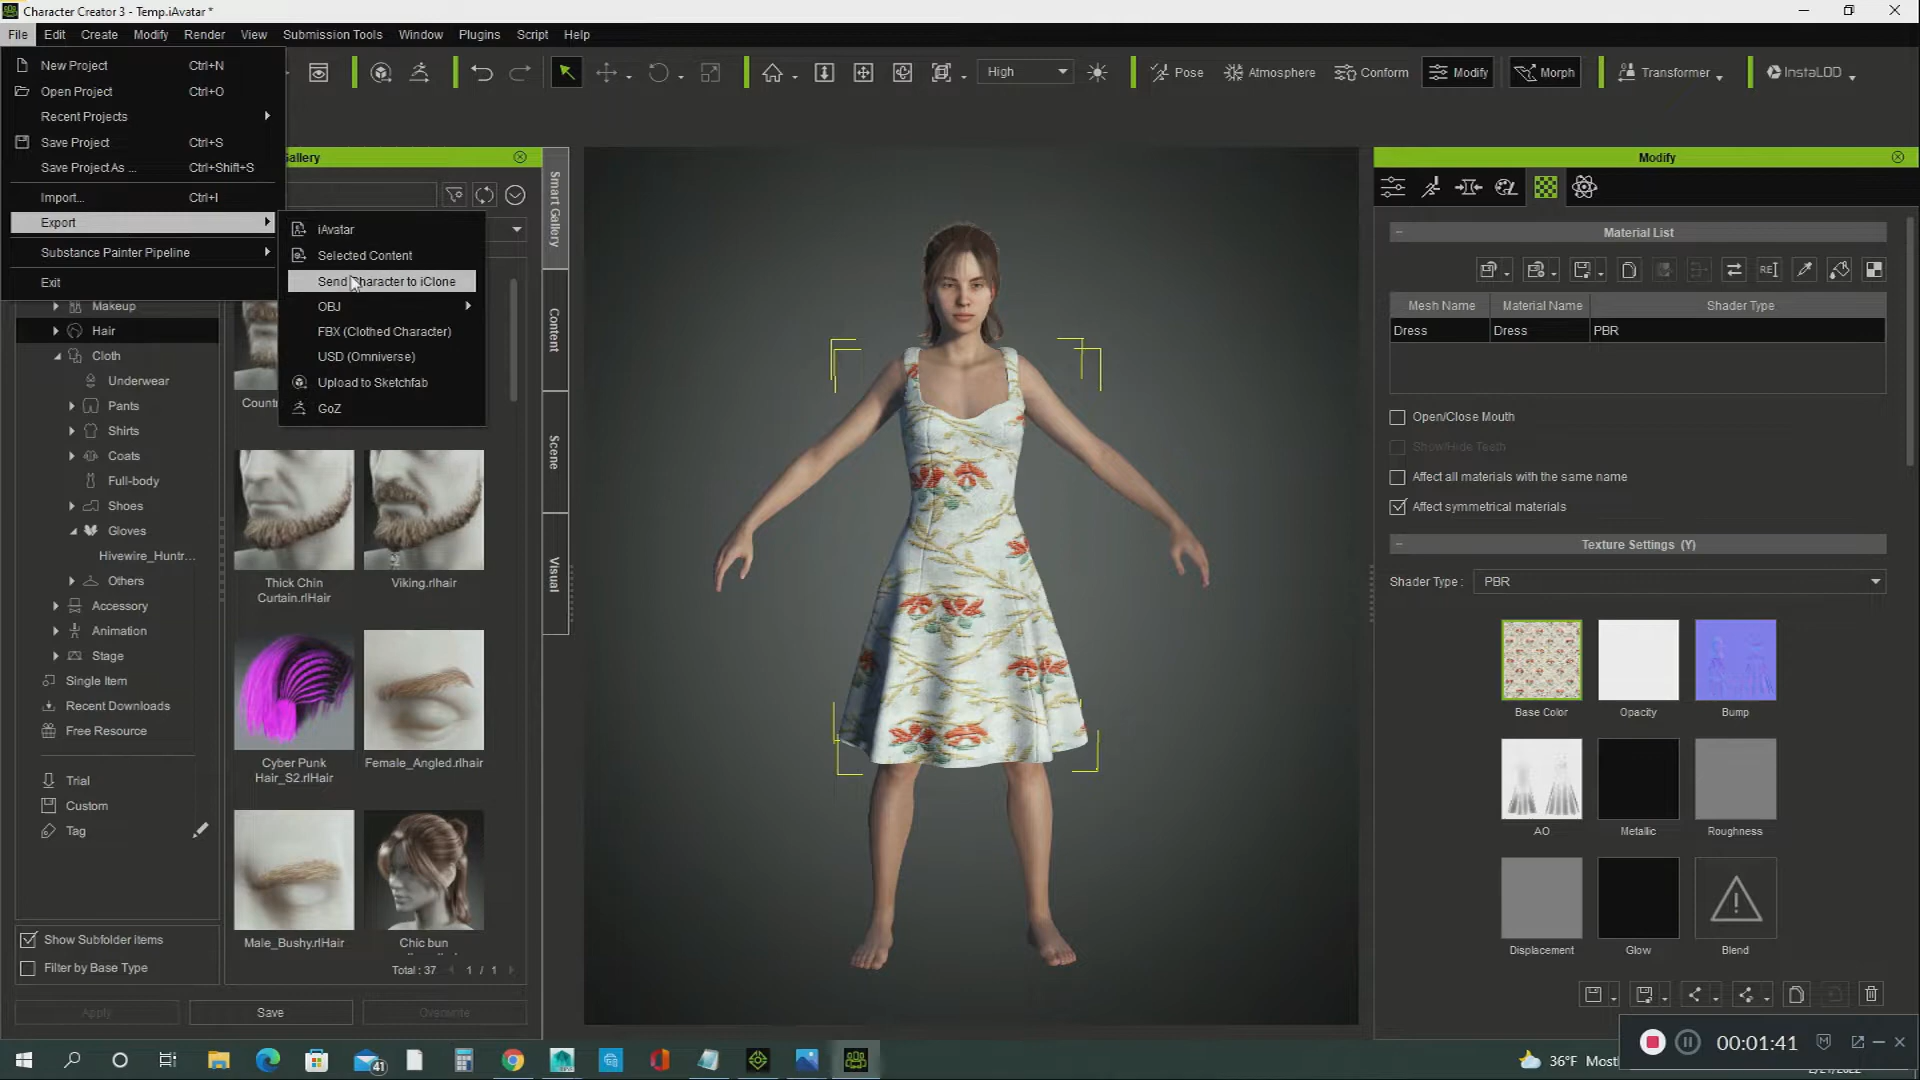 Character Creator 3 - Temp.iAvatar *
File Edit Create Modify Render View Submission Tools Window Plugins Script Help
New Project Ctrl+N
Open Project Ctrl+O
Recent Projects
Save Project Ctrl+S
Save Project As ... Ctrl+Shift+S
Import... Ctrl+I
Export
Substance Painter Pipeline
Exit
iAvatar
Selected Content
Send Character to iClone
OBJ
FBX (Clothed Character)
USD (Omniverse)
Upload to Sketchfab
GoZ
High
Pose
Atmosphere
Conform
Modify
Morph
Transformer
InstaLOD
Gallery
Smart Gallery
Content
Scene
Visual
Makeup
Hair
Cloth
Underwear
Pants
Shirts
Coats
Full-body
Shoes
Gloves
Hivewire_Huntr...
Others
Accessory
Animation
Stage
Single Item
Recent Downloads
Free Resource
Trial
Custom
Tag
Show Subfolder Items
Filter by Base Type
Thick Chin
Curtain.rlHair
Viking.rlhair
Cyber Punk
Hair_S2.rlHair
Female_Angled.rlhair
Male_Bushy.rlHair
Chic bun
Total : 37 1 / 1
Apply
Save
Overwrite
Modify
Material List
Mesh Name Material Name Shader Type
Dress Dress PBR
Open/Close Mouth
Show/Hide Teeth
Affect all materials with the same name
Affect symmetrical materials
Texture Settings (Y)
Shader Type : PBR
Base Color Opacity Bump
AO Metallic Roughness
Displacement Glow Blend
00:01:41
41
36°F